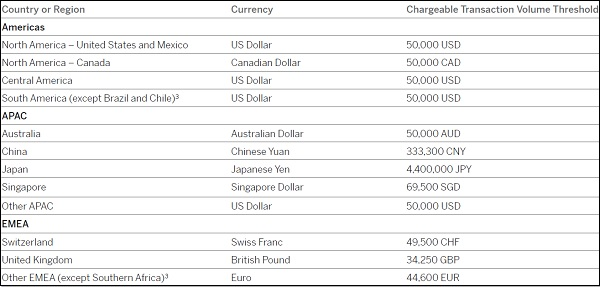 Country or Region Currency Chargeable Transaction Volume Threshold
Americas
North America – United States and Mexico US Dollar 50,000 USD
North America – Canada Canadian Dollar 50,000 CAD
Central America US Dollar 50,000 USD
South America (except Brazil and Chile)³ US Dollar 50,000 USD
APAC
Australia Australian Dollar 50,000 AUD
China Chinese Yuan 333,300 CNY
Japan Japanese Yen 4,400,000 JPY
Singapore Singapore Dollar 69,500 SGD
Other APAC US Dollar 50,000 USD
EMEA
Switzerland Swiss Franc 49,500 CHF
United Kingdom British Pound 34,250 GBP
Other EMEA (except Southern Africa)³ Euro 44,600 EUR